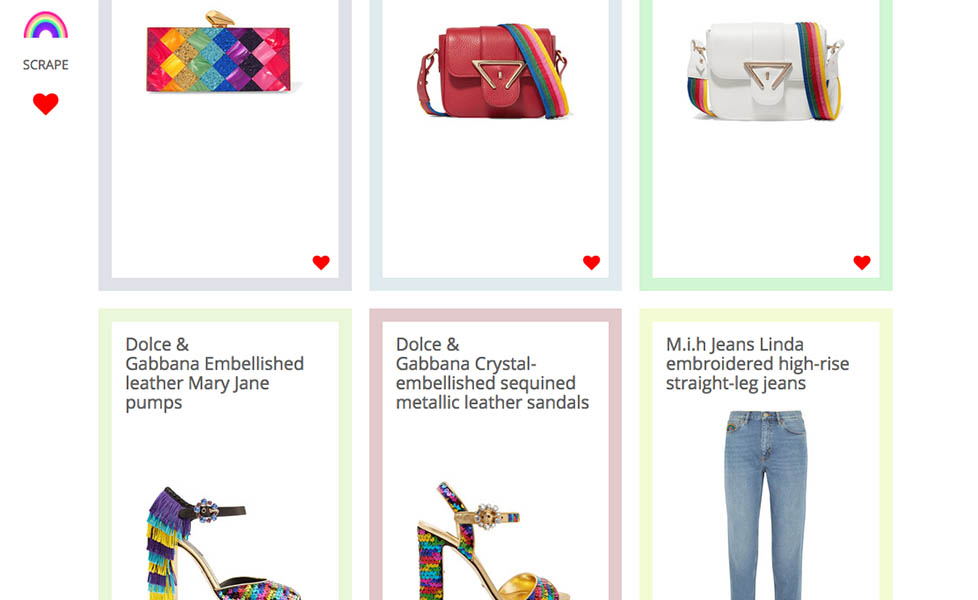 SCRAPE
Dolce &
Gabbana Embellished
leather Mary Jane
pumps
Dolce &
Gabbana Crystal-
embellished sequined
metallic leather sandals
M.i.h Jeans Linda
embroidered high-rise
straight-leg jeans